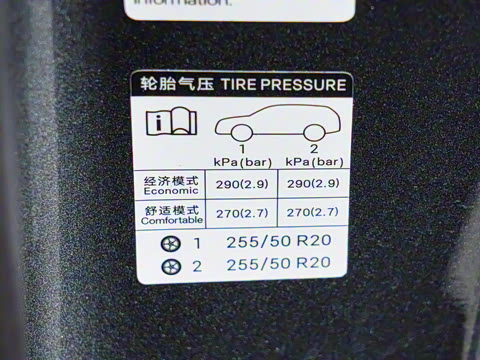 information.
轮胎气压 TIRE PRESSURE
i
1 2
kPa(bar) kPa(bar)
经济模式 290(2.9) 290(2.9)
Economic
舒适模式 270(2.7) 270(2.7)
Comfortable
1 255/50 R20
2 255/50 R20